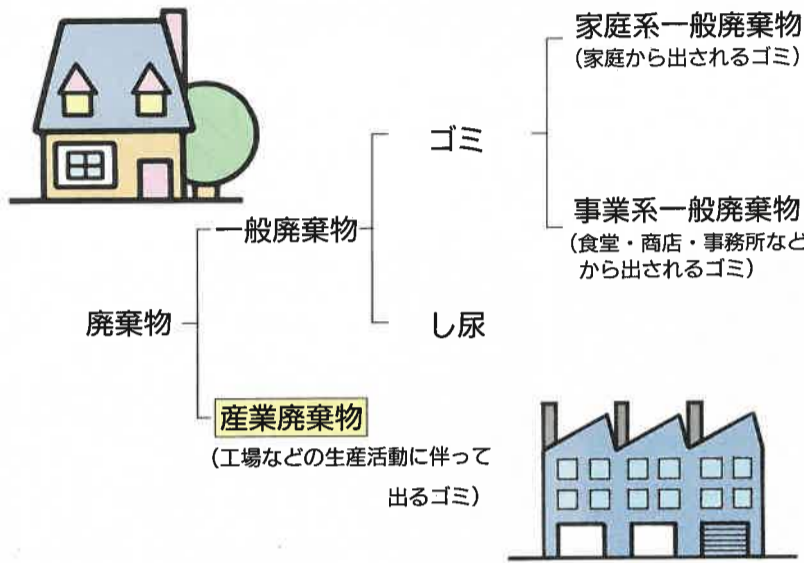 家庭系一般廃棄物
(家庭から出されるゴミ)
ゴミ
事業系一般廃棄物
(食堂・商店・事務所など
から出されるゴミ)
一般廃棄物
廃棄物
し尿
産業廃棄物
(工場などの生産活動に伴って
出るゴミ)